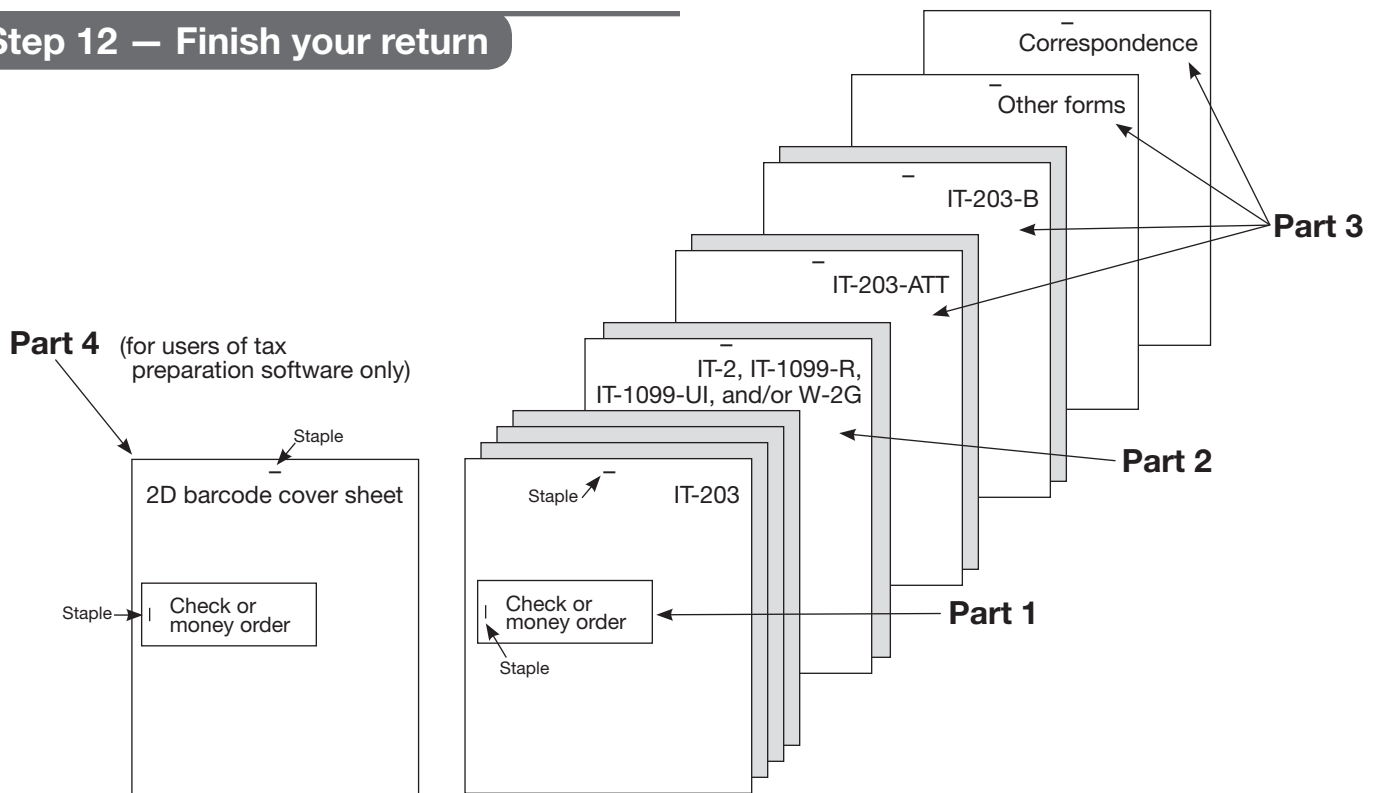 Step 12 — Finish your return
Correspondence
Other forms
IT-203-B
Part 3
IT-203-ATT
Part 4 (for users of tax
preparation software only)
IT-2, IT-1099-R,
IT-1099-UI, and/or W-2G
Part 2
Staple
2D barcode cover sheet
Staple
IT-203
Staple
Check or
money order
Check or
money order
Part 1
Staple